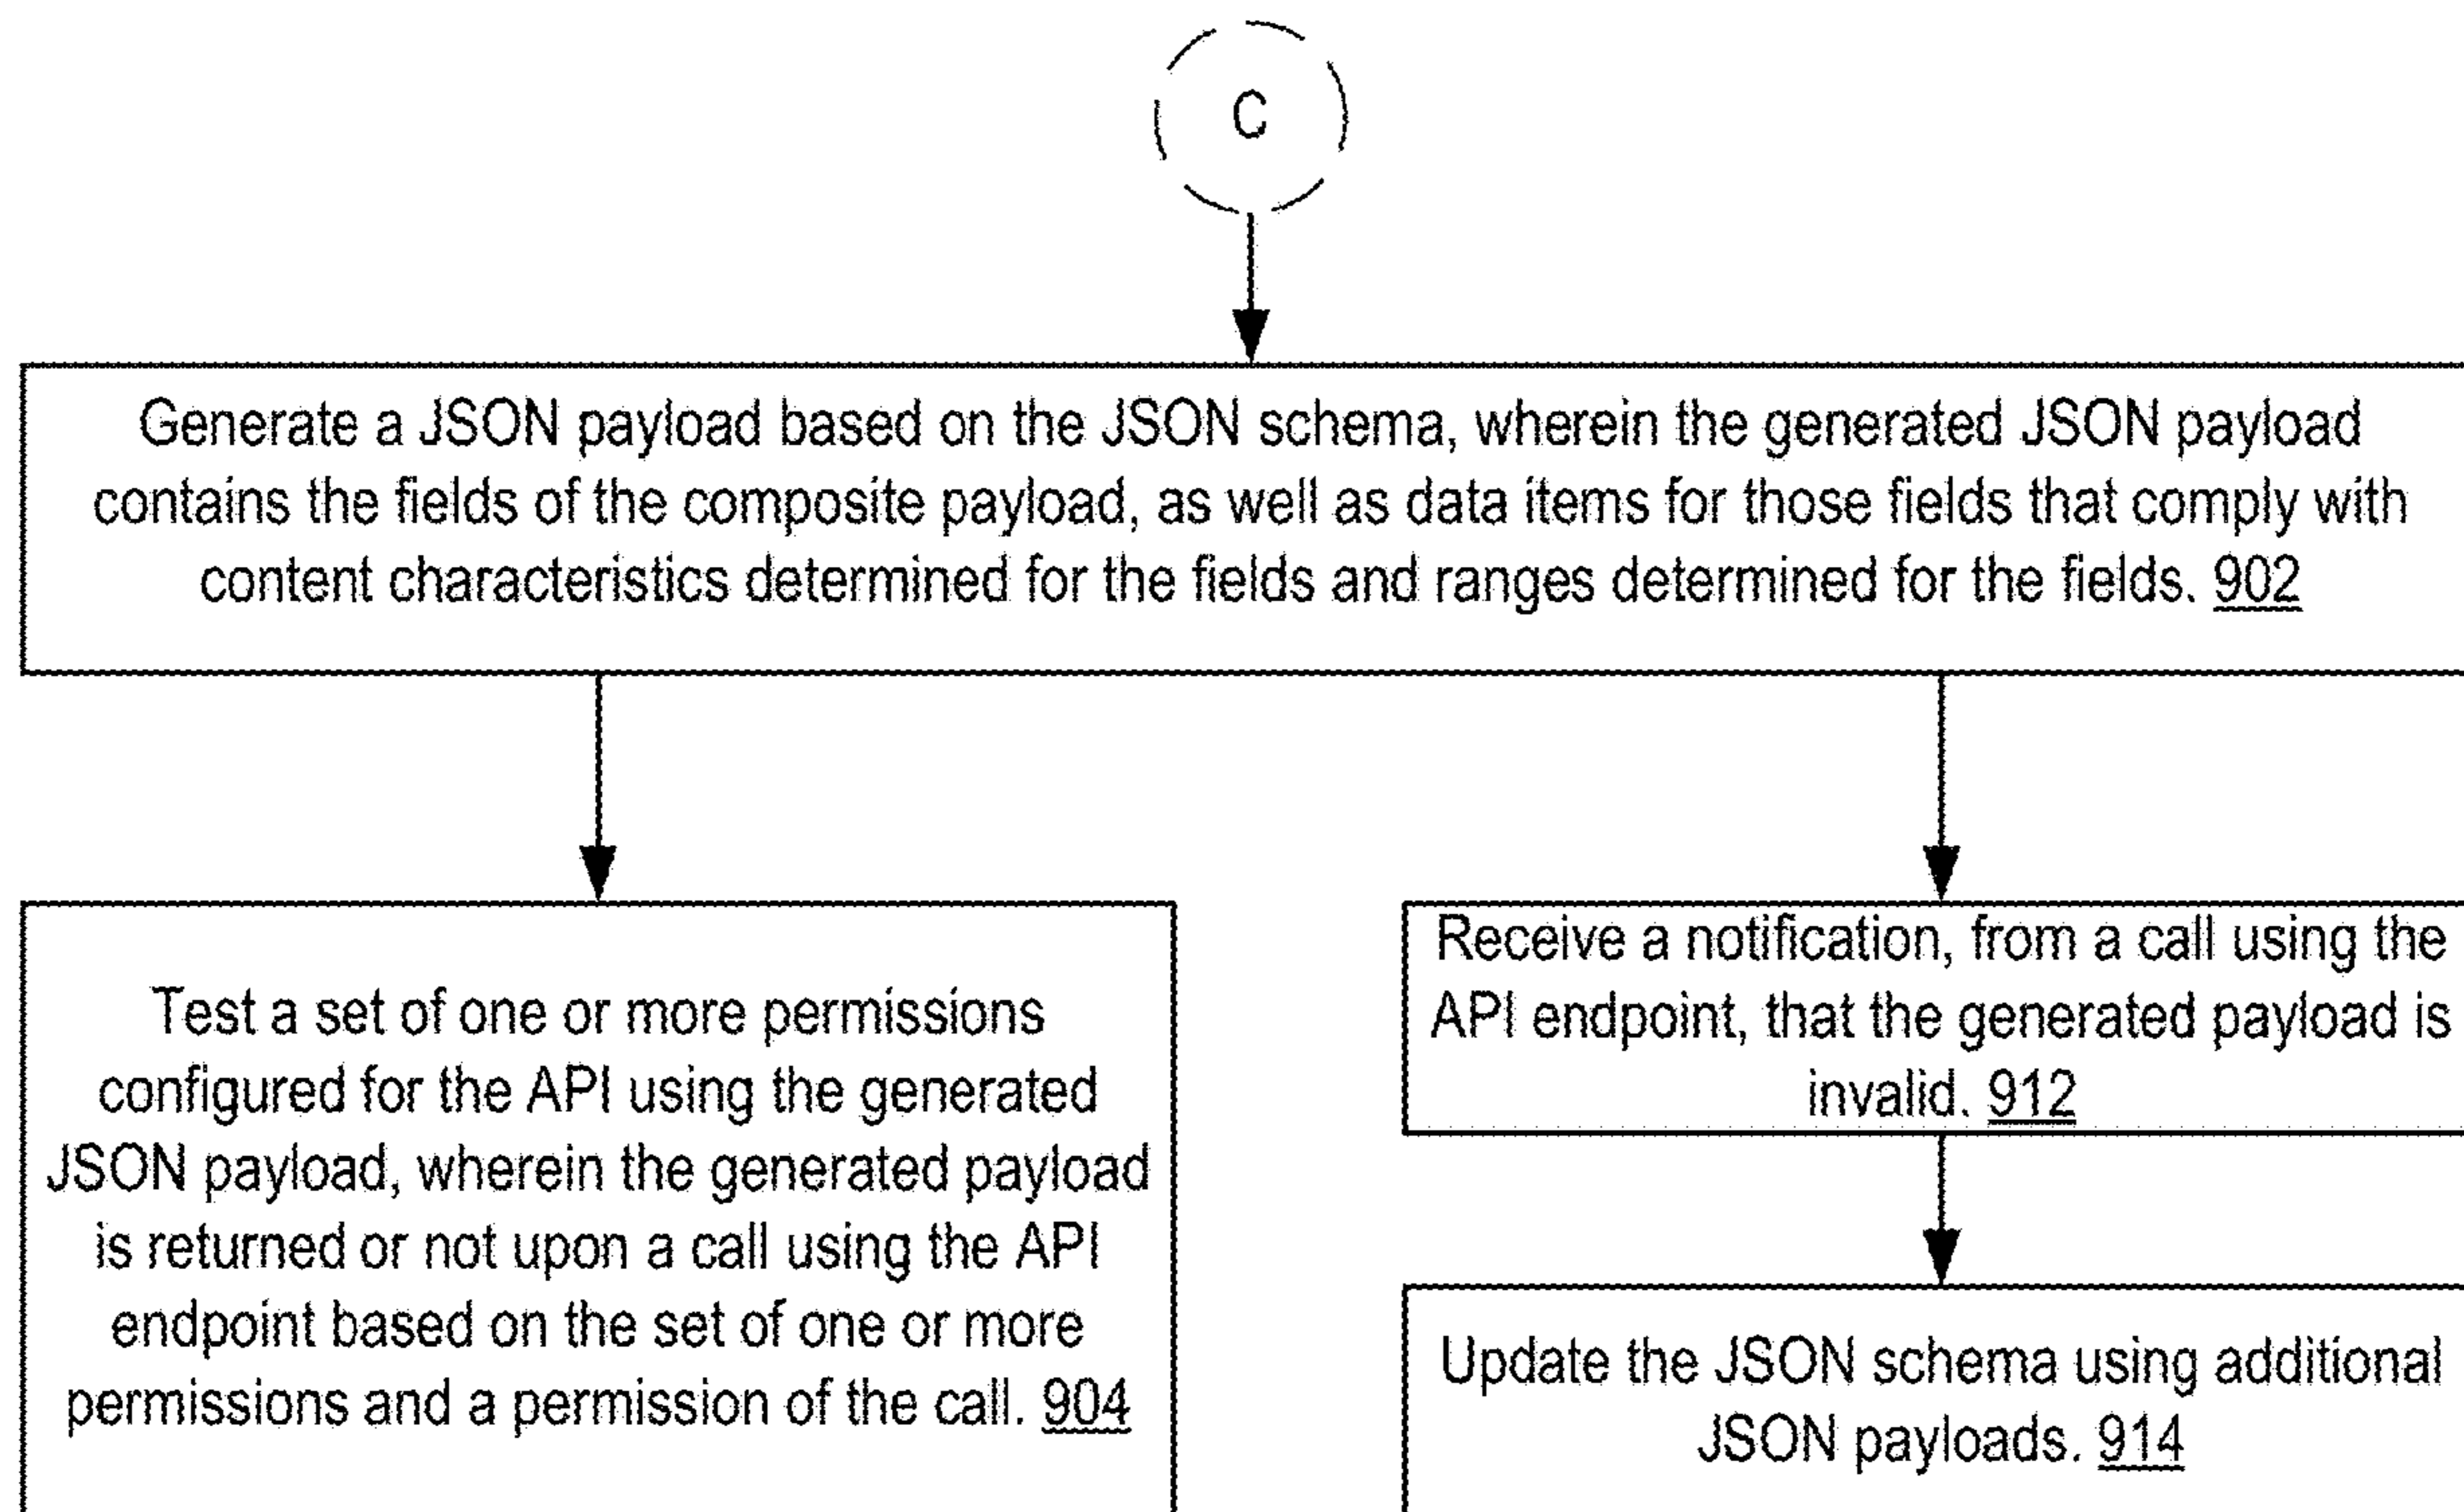 C
Generate a JSON payload based on the JSON schema, wherein the generated JSON payload
contains the fields of the composite payload, as well as data items for those fields that comply with
content characteristics determined for the fields and ranges determined for the fields. 902
Test a set of one or more permissions
configured for the API using the generated
JSON payload, wherein the generated payload
is returned or not upon a call using the API
endpoint based on the set of one or more
permissions and a permission of the call. 904
Receive a notification, from a call using the
API endpoint, that the generated payload is
invalid. 912
Update the JSON schema using additional
JSON payloads. 914